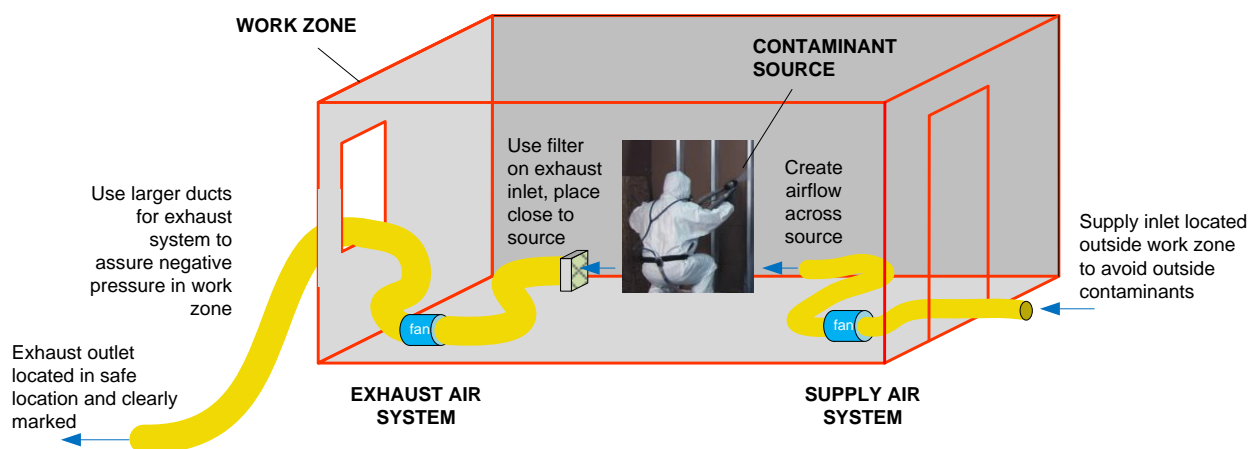 WORK ZONE
CONTAMINANT
SOURCE
Use filter
on exhaust
inlet, place
close to
source
Create
airflow
across
source
Use larger ducts
for exhaust
system to
assure negative
pressure in work
zone
Supply inlet located
outside work zone
to avoid outside
contaminants
fan
fan
Exhaust outlet
located in safe
location and clearly
marked
EXHAUST AIR
SYSTEM
SUPPLY AIR
SYSTEM